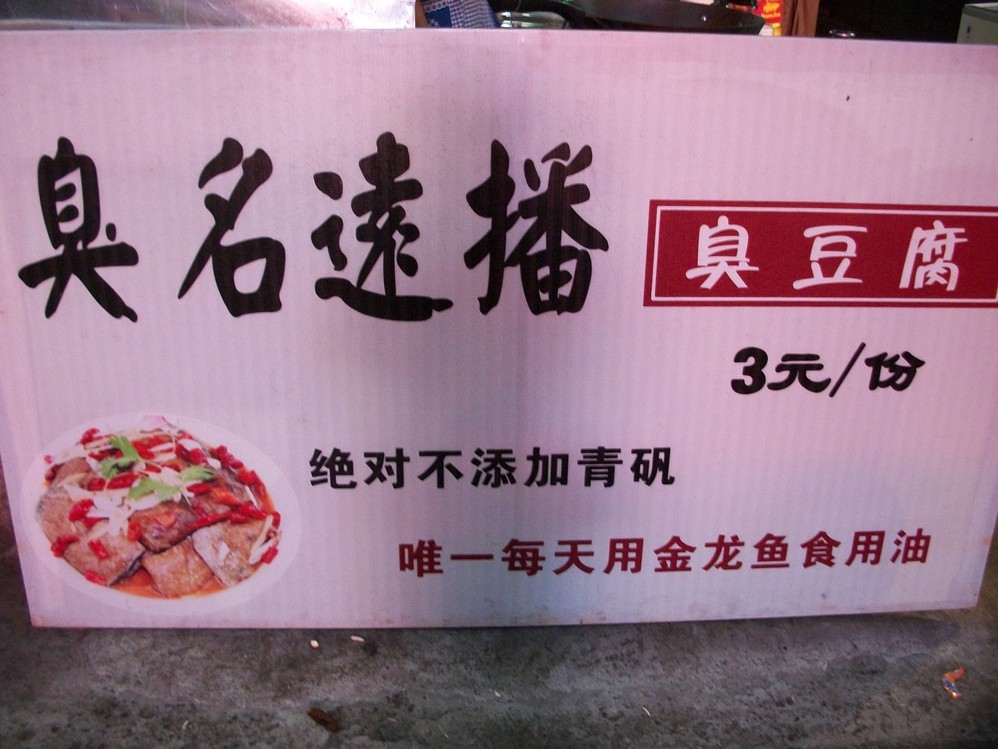 臭名遠播
臭豆腐
3元/份
绝对不添加青矾
唯一每天用金龙鱼食用油